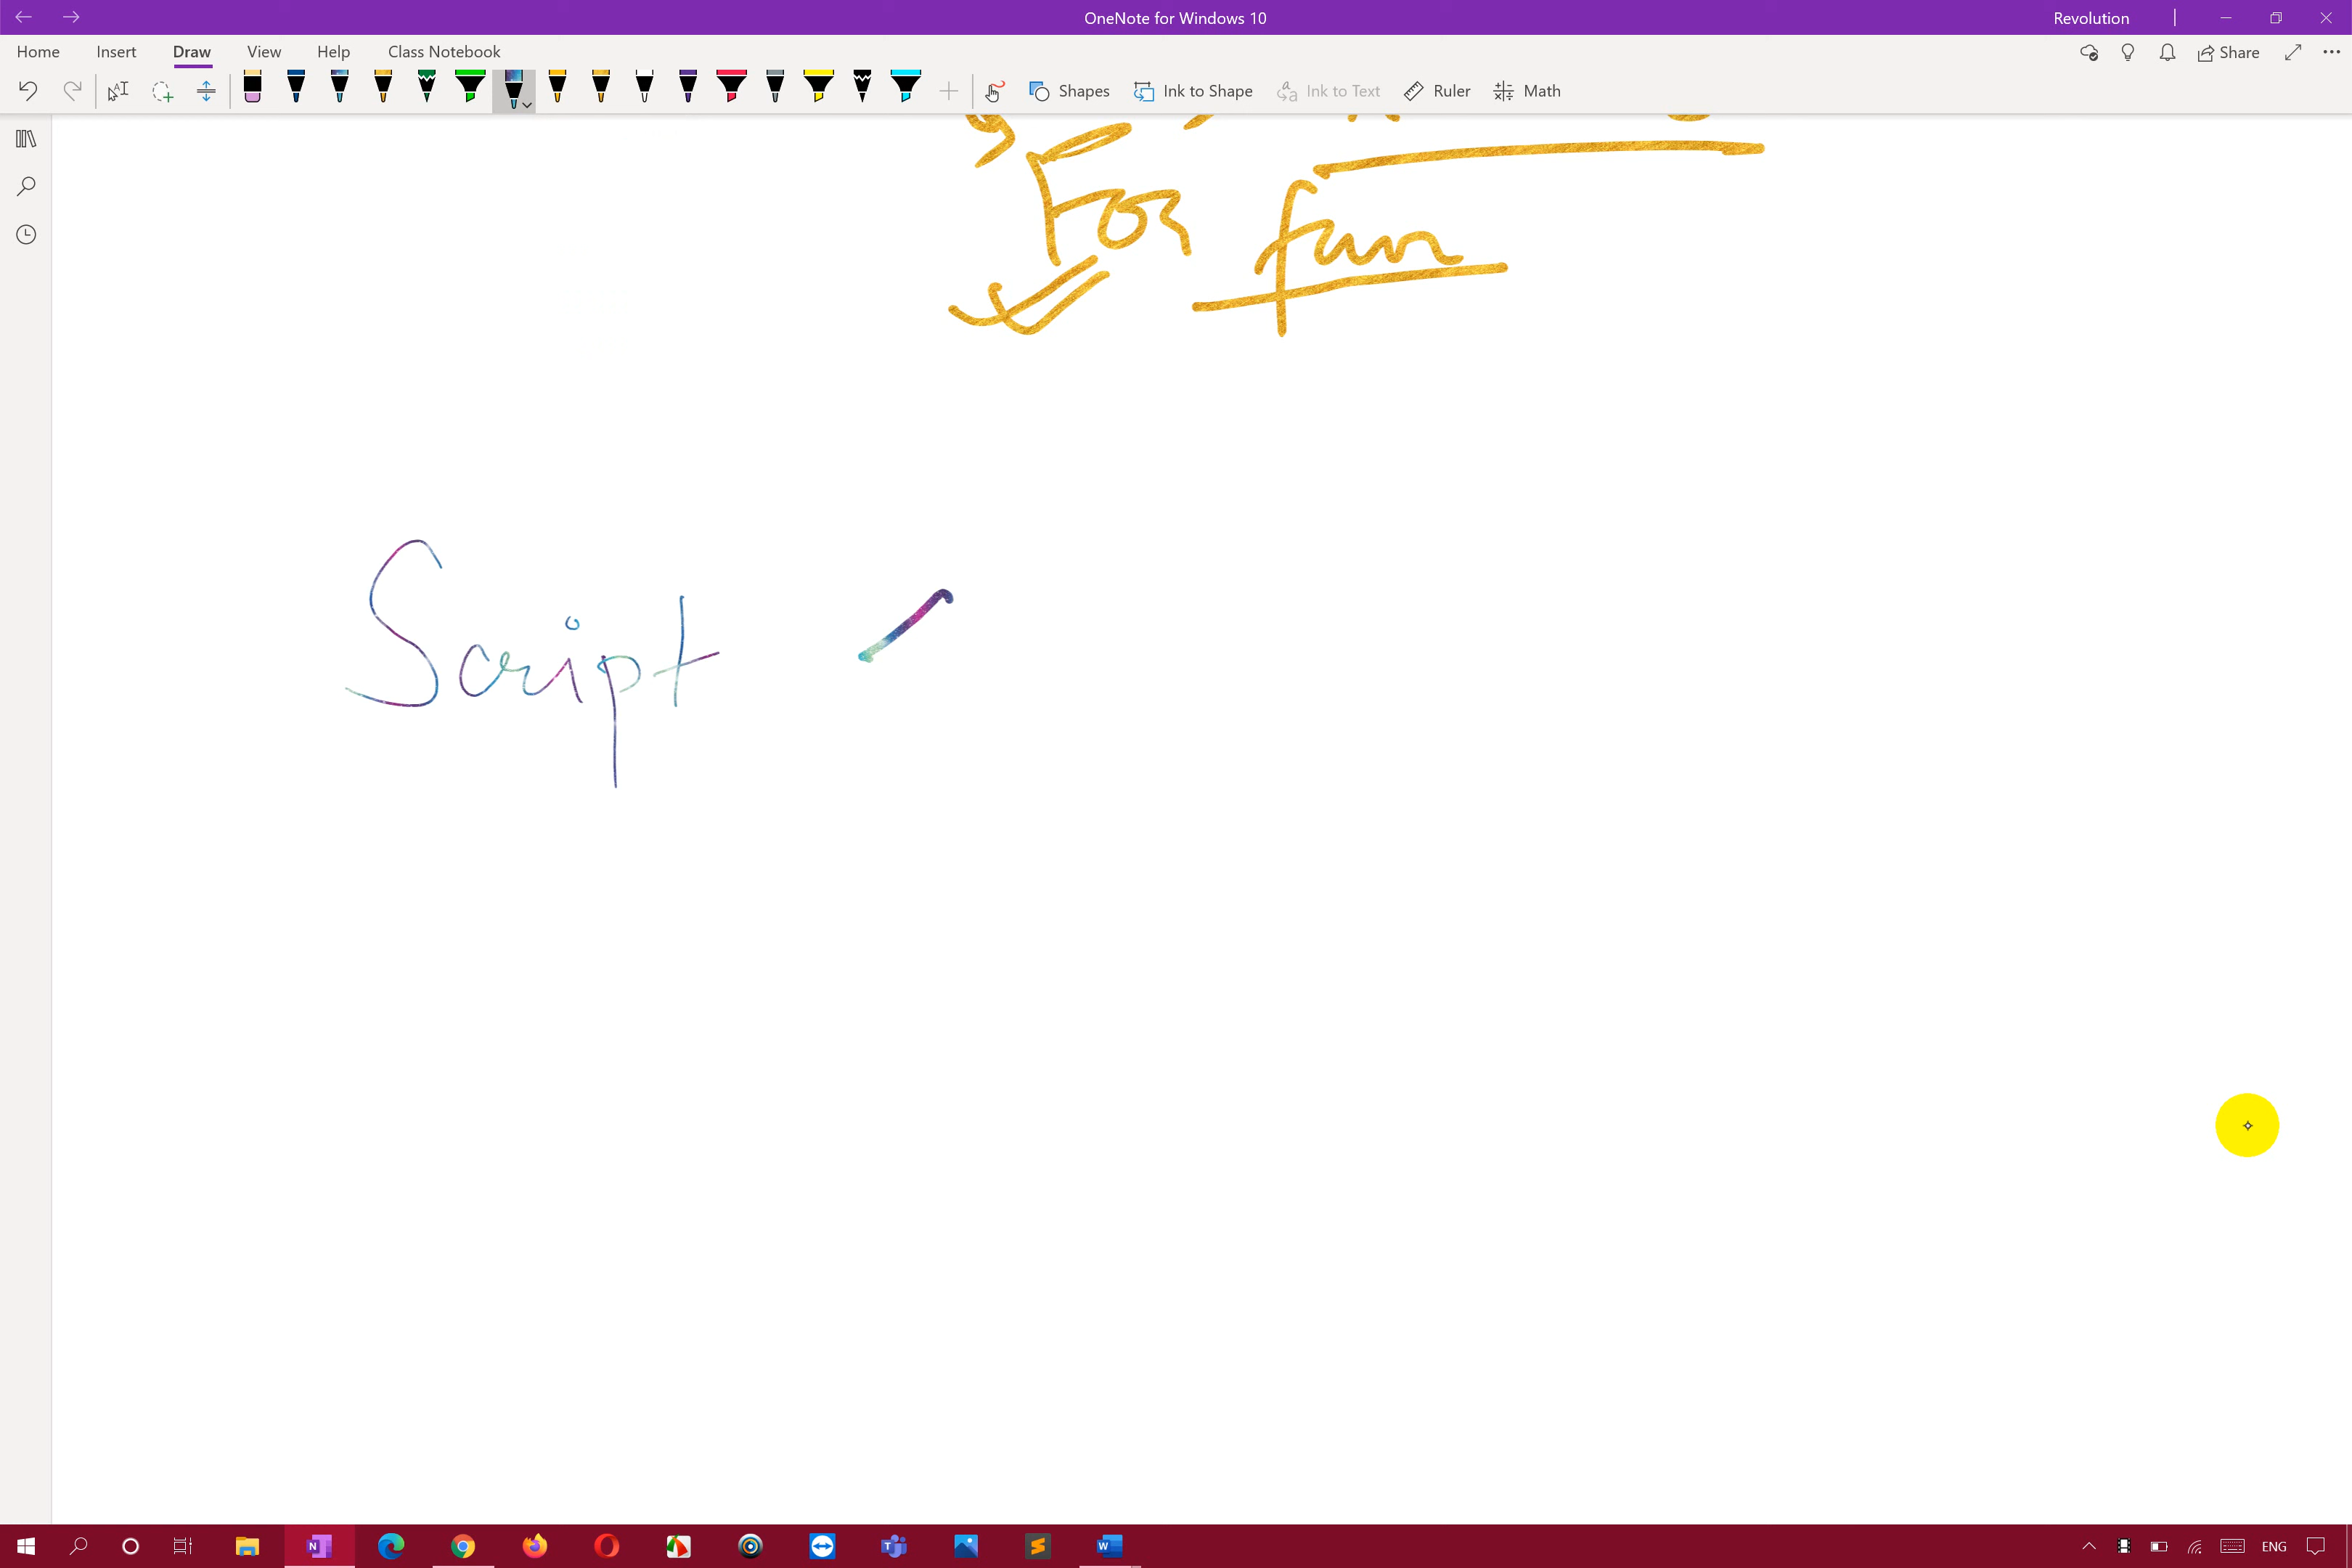 OneNote for Windows 10
Revolution
Home Insert Draw View Help Class Notebook
Share
Shapes Ink to Shape Ink to Text Ruler Math
For fun
Script
ENG